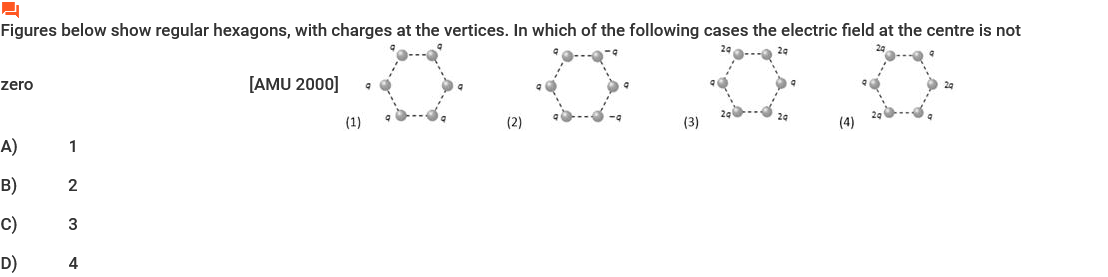 Figures below show regular hexagons, with charges at the vertices. In which of the following cases the electric field at the centre is not
q q q -q 2q 2q 2q q
zero [AMU 2000] q q q q q q q 2q
q q q -q 2q 2q 2q q
(1) (2) (3) (4)
A) 1
B) 2
C) 3
D) 4